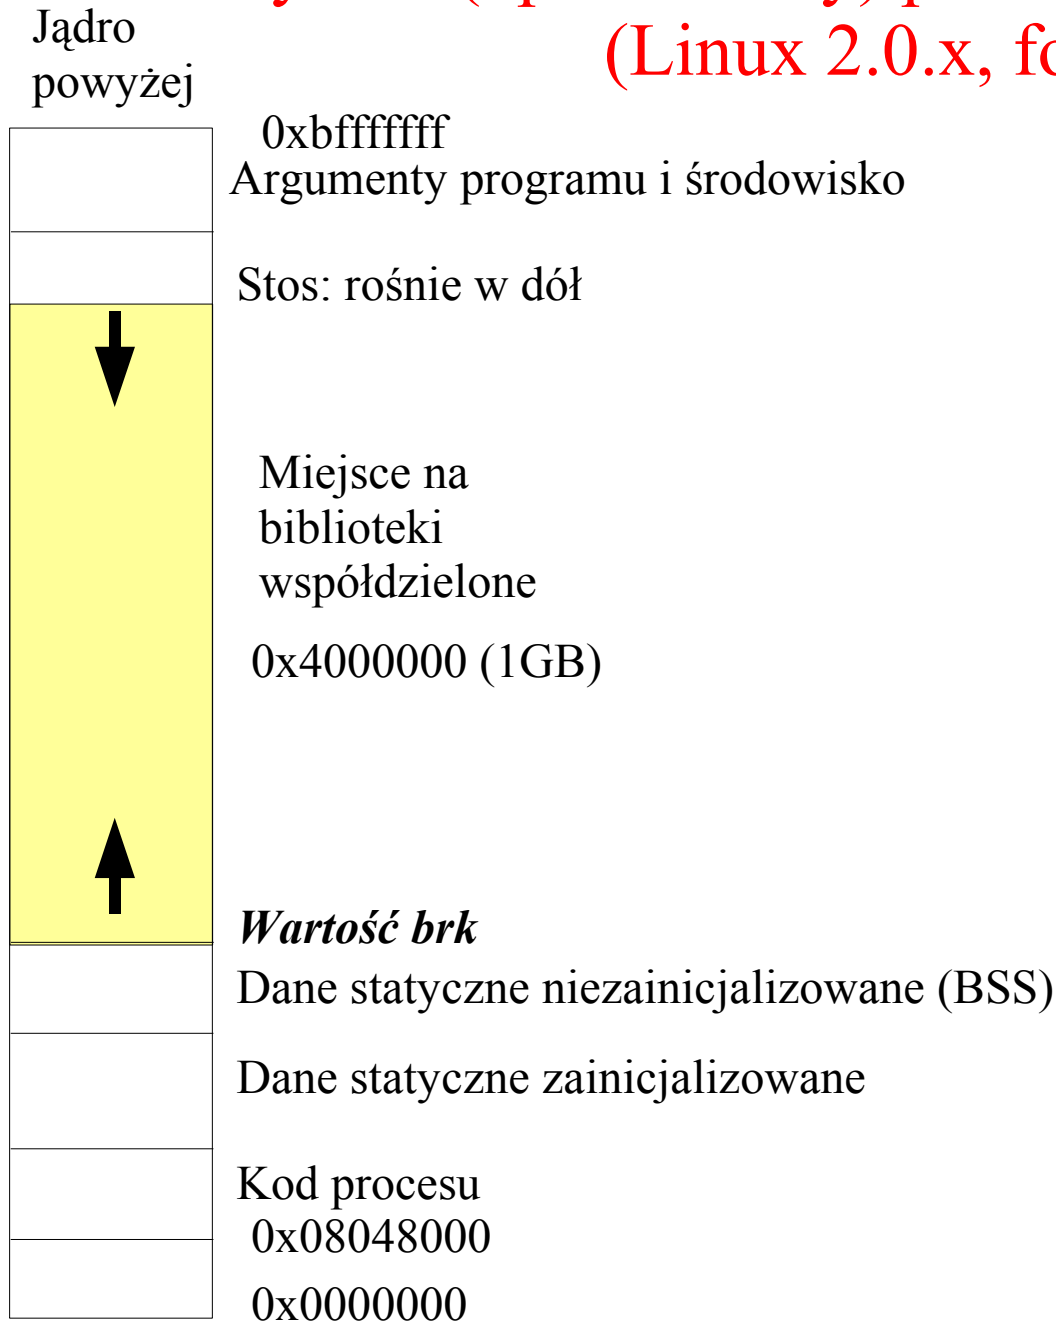 Jądro
powyżej
(Linux 2.0.x,
0xbfffffff
Argumenty programu i środowisko
Stos: rośnie w dół
Miejsce na
biblioteki
współdzielone
0x4000000 (1GB)
Wartość brk
Dane statyczne niezainicjalizowane (BSS)
Dane statyczne zainicjalizowane
Kod procesu
0x08048000
0x0000000